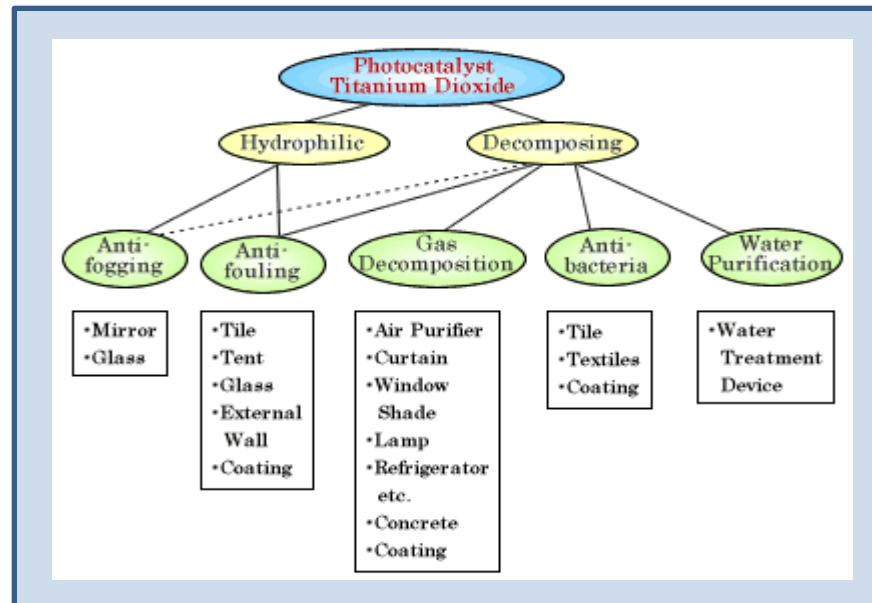 Photocatalyst
Titanium Dioxide
Hydrophilic
Decomposing
Anti-
fogging
Anti-
fouling
Gas
Decomposition
Anti-
bacteria
Water
Purification
·Mirror
·Glass
·Tile
·Tent
·Glass
·External
Wall
·Coating
·Air Purifier
·Curtain
·Window
Shade
·Lamp
·Refrigerator
etc.
·Concrete
·Coating
·Tile
·Textiles
·Coating
·Water
Treatment
Device